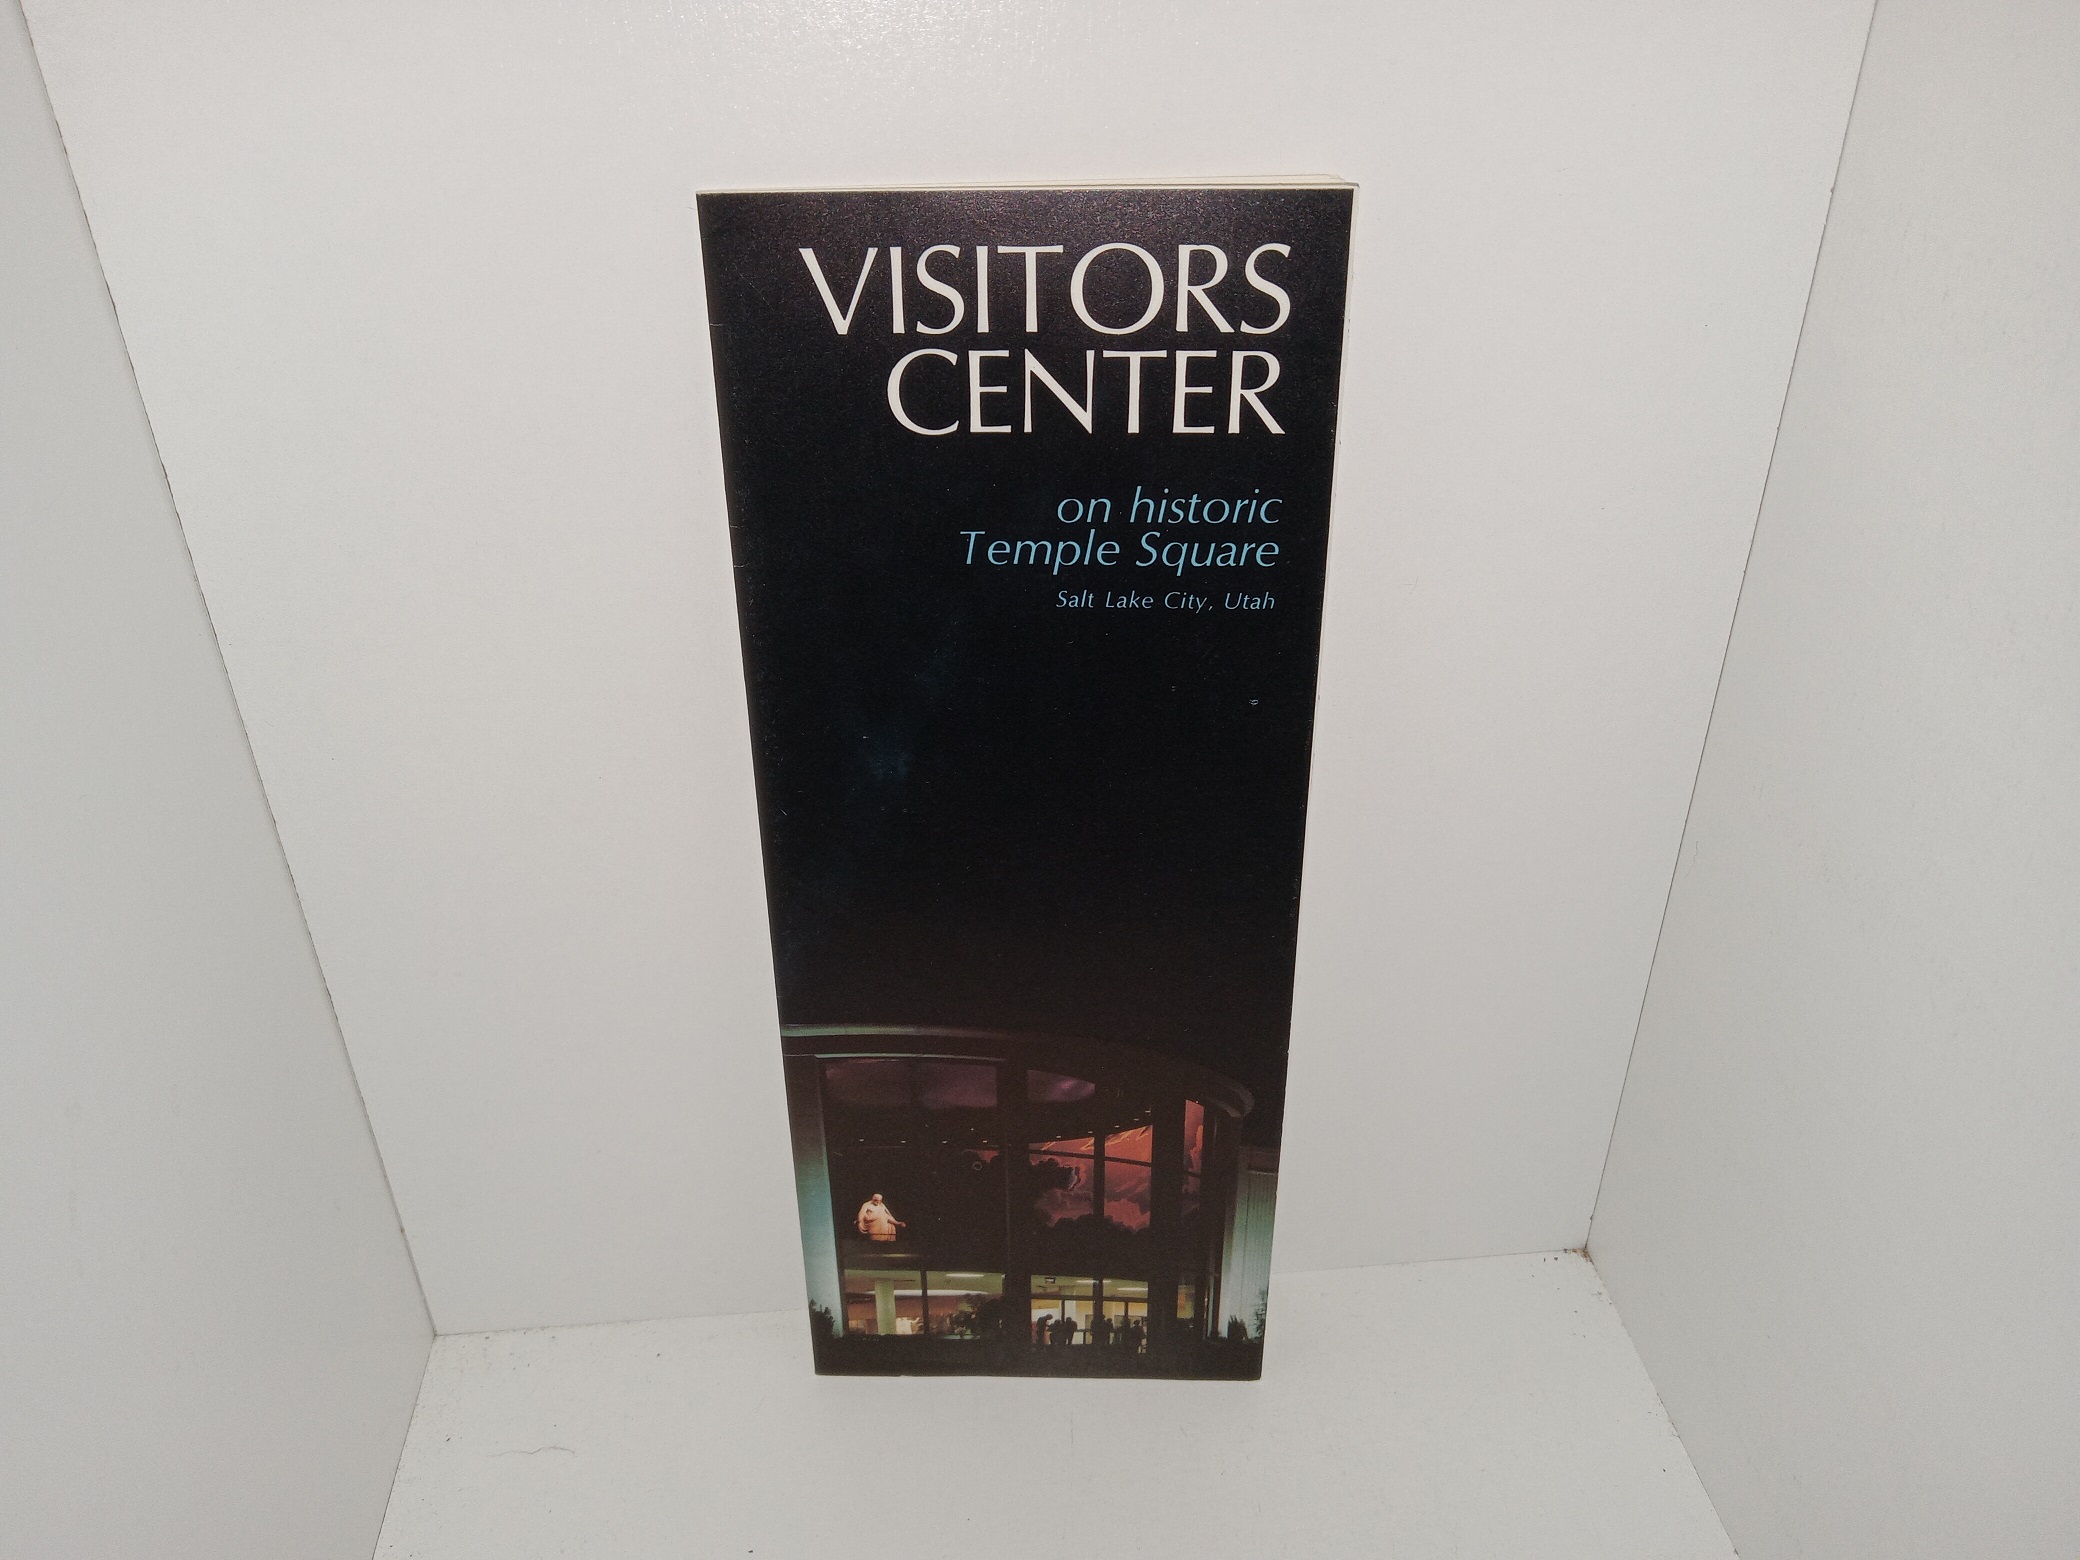 VISITORS
CENTER
on historic
Temple Square
Salt Lake City, Utah